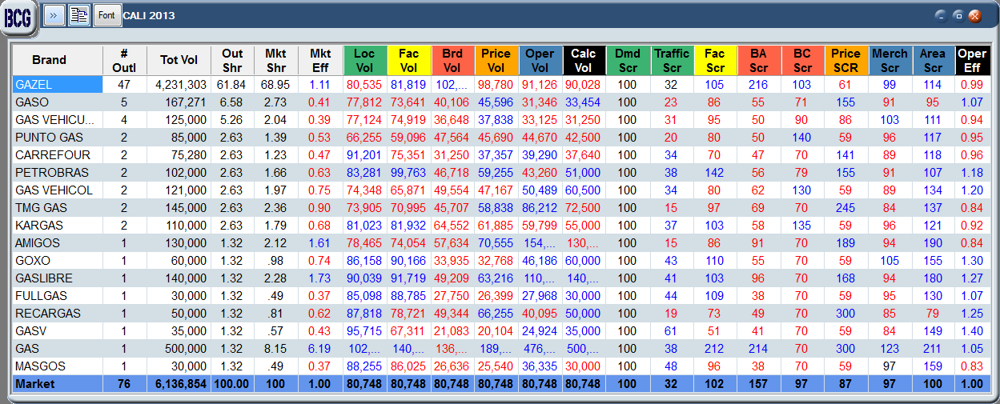 BCG » Font CALI 2013
Brand # Outl Tot Vol Out Shr Mkt Shr Mkt Eff Loc Vol Fac Vol Brd Vol Price Vol Oper Vol Calc Vol Dmd Scr Traffic Scr Fac Scr BA Scr BC Scr Price SCR Merch Scr Area Scr Oper Eff
GAZEL 47 4,231,303 61.84 68.95 1.11 80,535 81,819 102,... 98,780 91,126 90,028 100 32 105 216 103 61 99 114 0.99
GASO 5 167,271 6.58 2.73 0.41 77,812 73,641 40,106 45,596 31,346 33,454 100 23 86 55 71 155 91 95 1.07
GAS VEHICU... 4 125,000 5.26 2.04 0.39 77,124 74,919 36,648 37,838 33,125 31,250 100 31 95 50 90 86 103 111 0.94
PUNTO GAS 2 85,000 2.63 1.39 0.53 66,255 59,096 47,564 45,690 44,670 42,500 100 20 80 50 140 59 96 117 0.95
CARREFOUR 2 75,280 2.63 1.23 0.47 91,201 75,351 31,250 37,357 39,290 37,640 100 34 70 47 70 141 89 118 0.96
PETROBRAS 2 102,000 2.63 1.66 0.63 83,281 99,763 46,718 59,255 43,260 51,000 100 38 142 56 79 155 91 107 1.18
GAS VEHICOL 2 121,000 2.63 1.97 0.75 74,348 65,871 49,554 47,167 50,489 60,500 100 34 80 62 130 59 89 134 1.20
TMG GAS 2 145,000 2.63 2.36 0.90 73,905 70,995 45,707 58,838 86,212 72,500 100 15 97 69 70 245 84 137 0.84
KARGAS 2 110,000 2.63 1.79 0.68 81,023 81,932 64,552 61,885 59,799 55,000 100 37 103 58 135 59 96 121 0.92
AMIGOS 1 130,000 1.32 2.12 1.61 78,465 74,054 57,634 70,555 154,... 130,... 100 15 86 91 70 189 94 190 0.84
GOXO 1 60,000 1.32 .98 0.74 86,158 90,166 33,935 32,768 46,186 60,000 100 43 110 55 70 59 105 155 1.30
GASLIBRE 1 140,000 1.32 2.28 1.73 90,039 91,719 49,209 63,216 110,... 140,... 100 41 103 96 70 168 94 180 1.27
FULLGAS 1 30,000 1.32 .49 0.37 85,098 88,785 27,750 26,399 27,968 30,000 100 44 109 38 70 59 95 130 1.07
RECARGAS 1 50,000 1.32 .81 0.62 87,818 78,721 49,344 66,255 40,095 50,000 100 19 73 49 70 300 85 79 1.25
GASV 1 35,000 1.32 .57 0.43 95,715 67,311 21,083 20,104 24,924 35,000 100 61 51 41 70 59 84 149 1.40
GAS 1 500,000 1.32 8.15 6.19 102,... 140,... 136,... 189,... 476,... 500,... 100 38 212 214 70 300 123 211 1.05
MASGOS 1 30,000 1.32 .49 0.37 88,255 86,025 26,636 25,540 36,335 30,000 100 48 96 38 70 59 97 159 0.83
Market 76 6,136,854 100.00 100 1.00 80,748 80,748 80,748 80,748 80,748 80,748 100 32 102 157 97 87 97 100 1.00